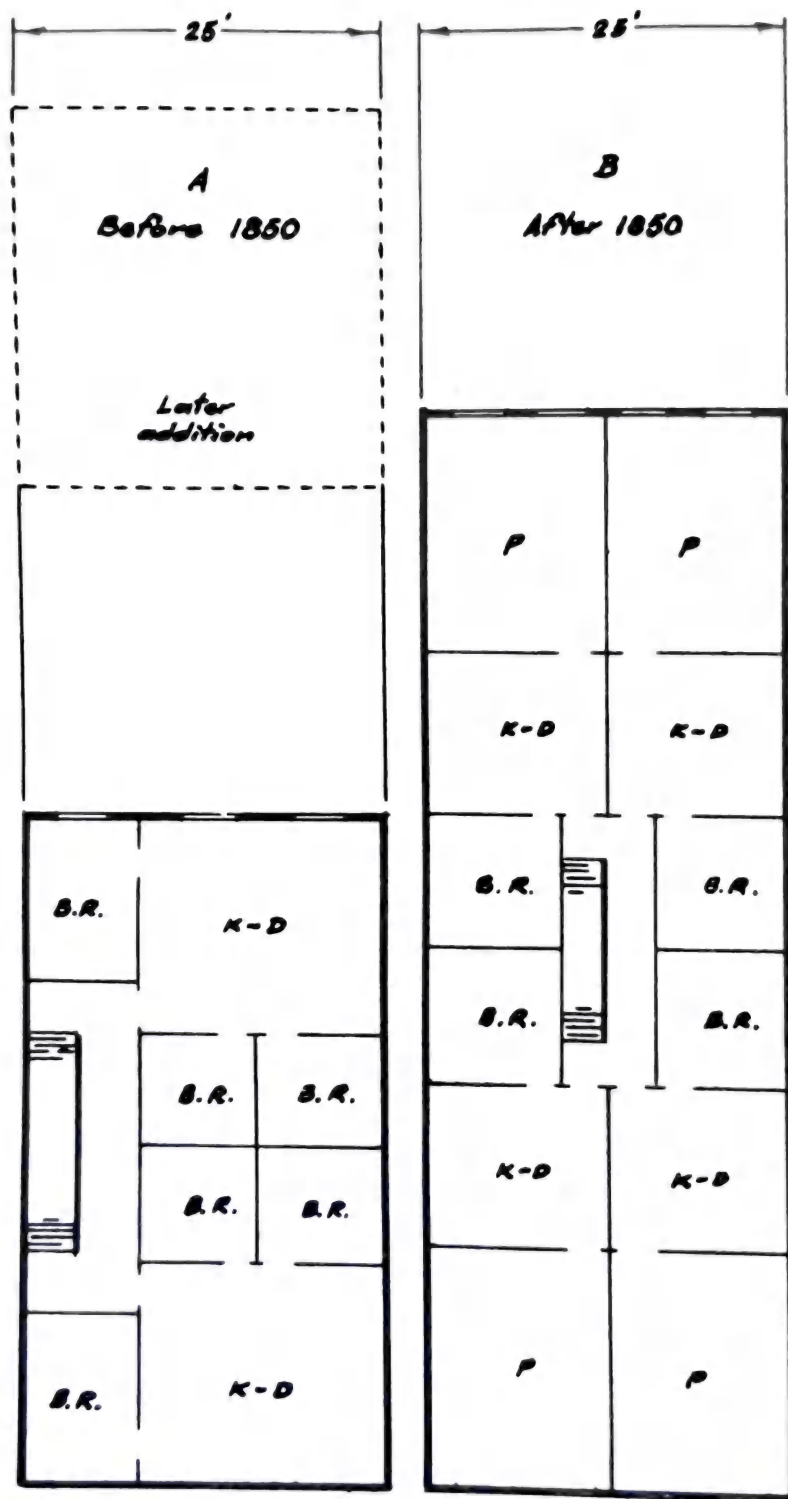 25'
A
Before 1850
Later
addition
B.R.
K-D
B.R. B.R.
B.R. B.R.
B.R.
K-D
25'
B
After 1850
P P
K-D K-D
B.R. B.R.
B.R. B.R.
K-D K-D
P P